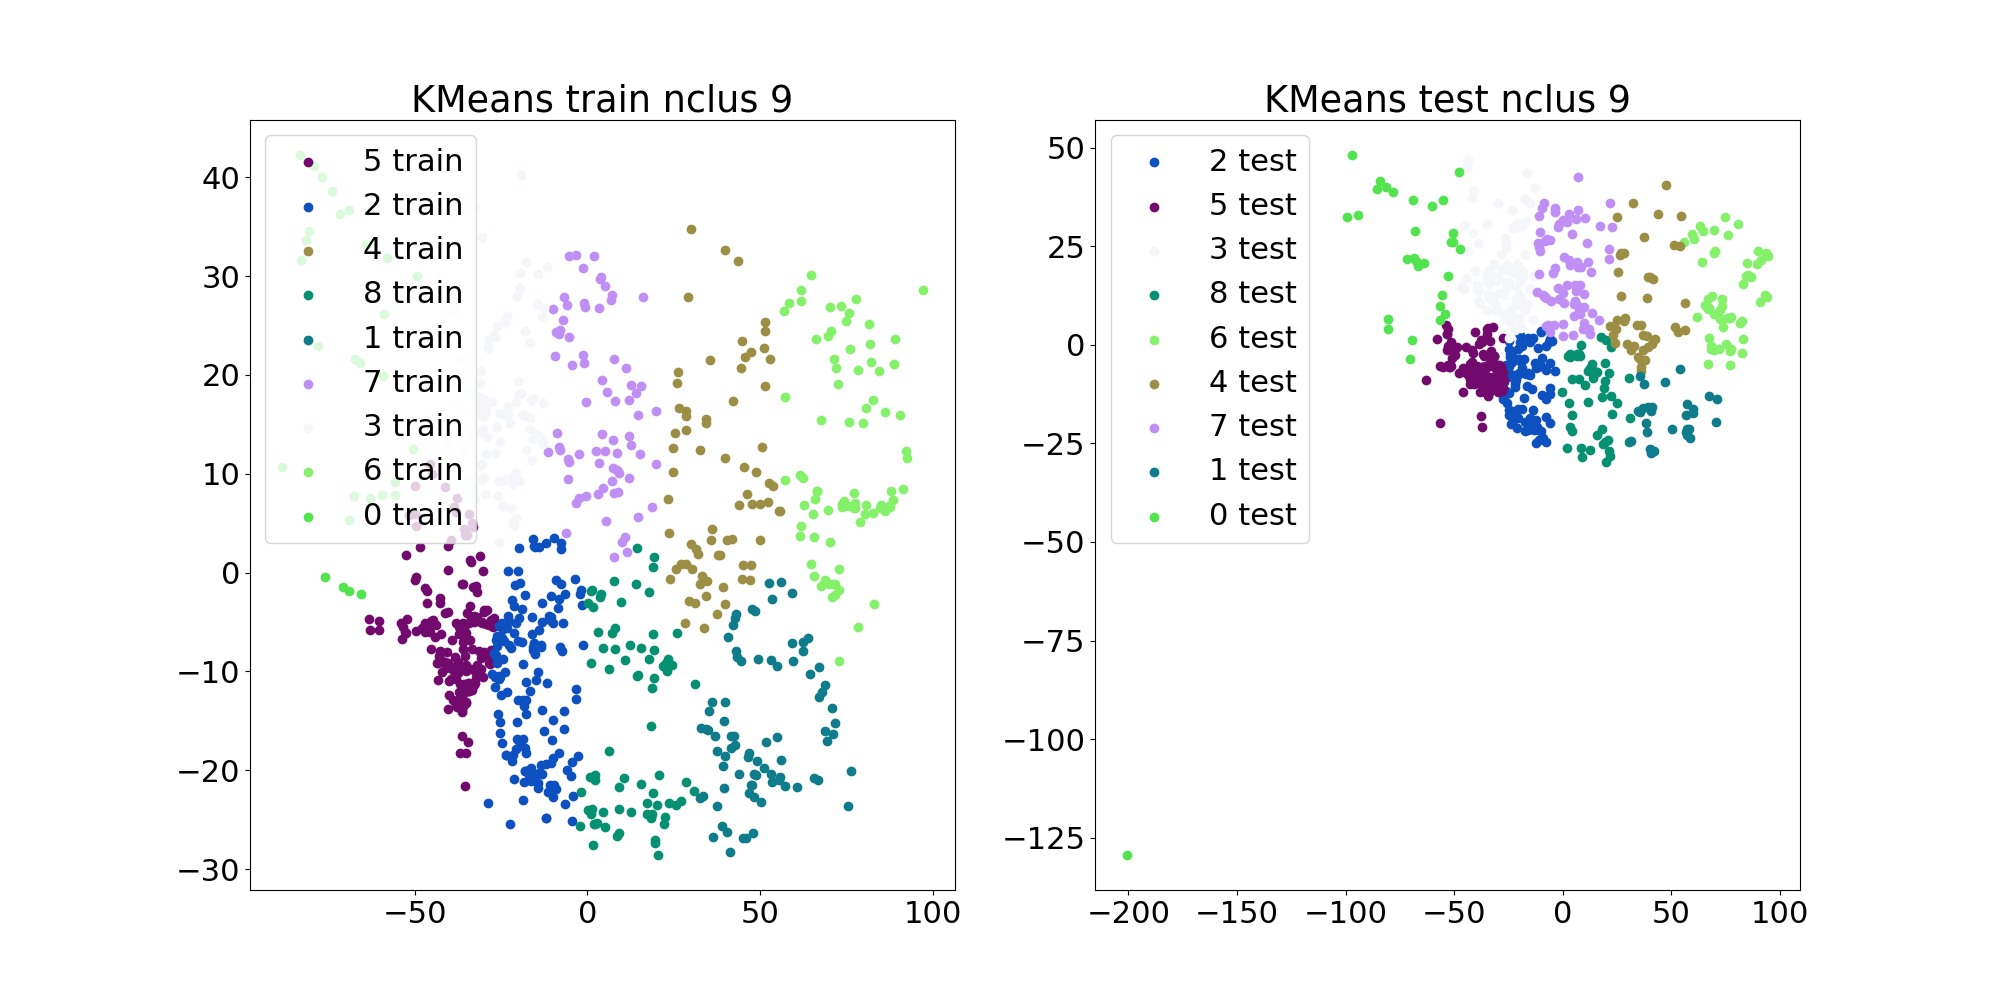 KMeans train nclus 9
5 train
2 train
4 train
8 train
1 train
7 train
3 train
6 train
0 train
40
30
20
10
0
−10
−20
−30
−50
0
50
100
KMeans test nclus 9
2 test
5 test
3 test
8 test
6 test
4 test
7 test
1 test
0 test
50
25
0
−25
−50
−75
−100
−125
−200
−150
−100
−50
0
50
100